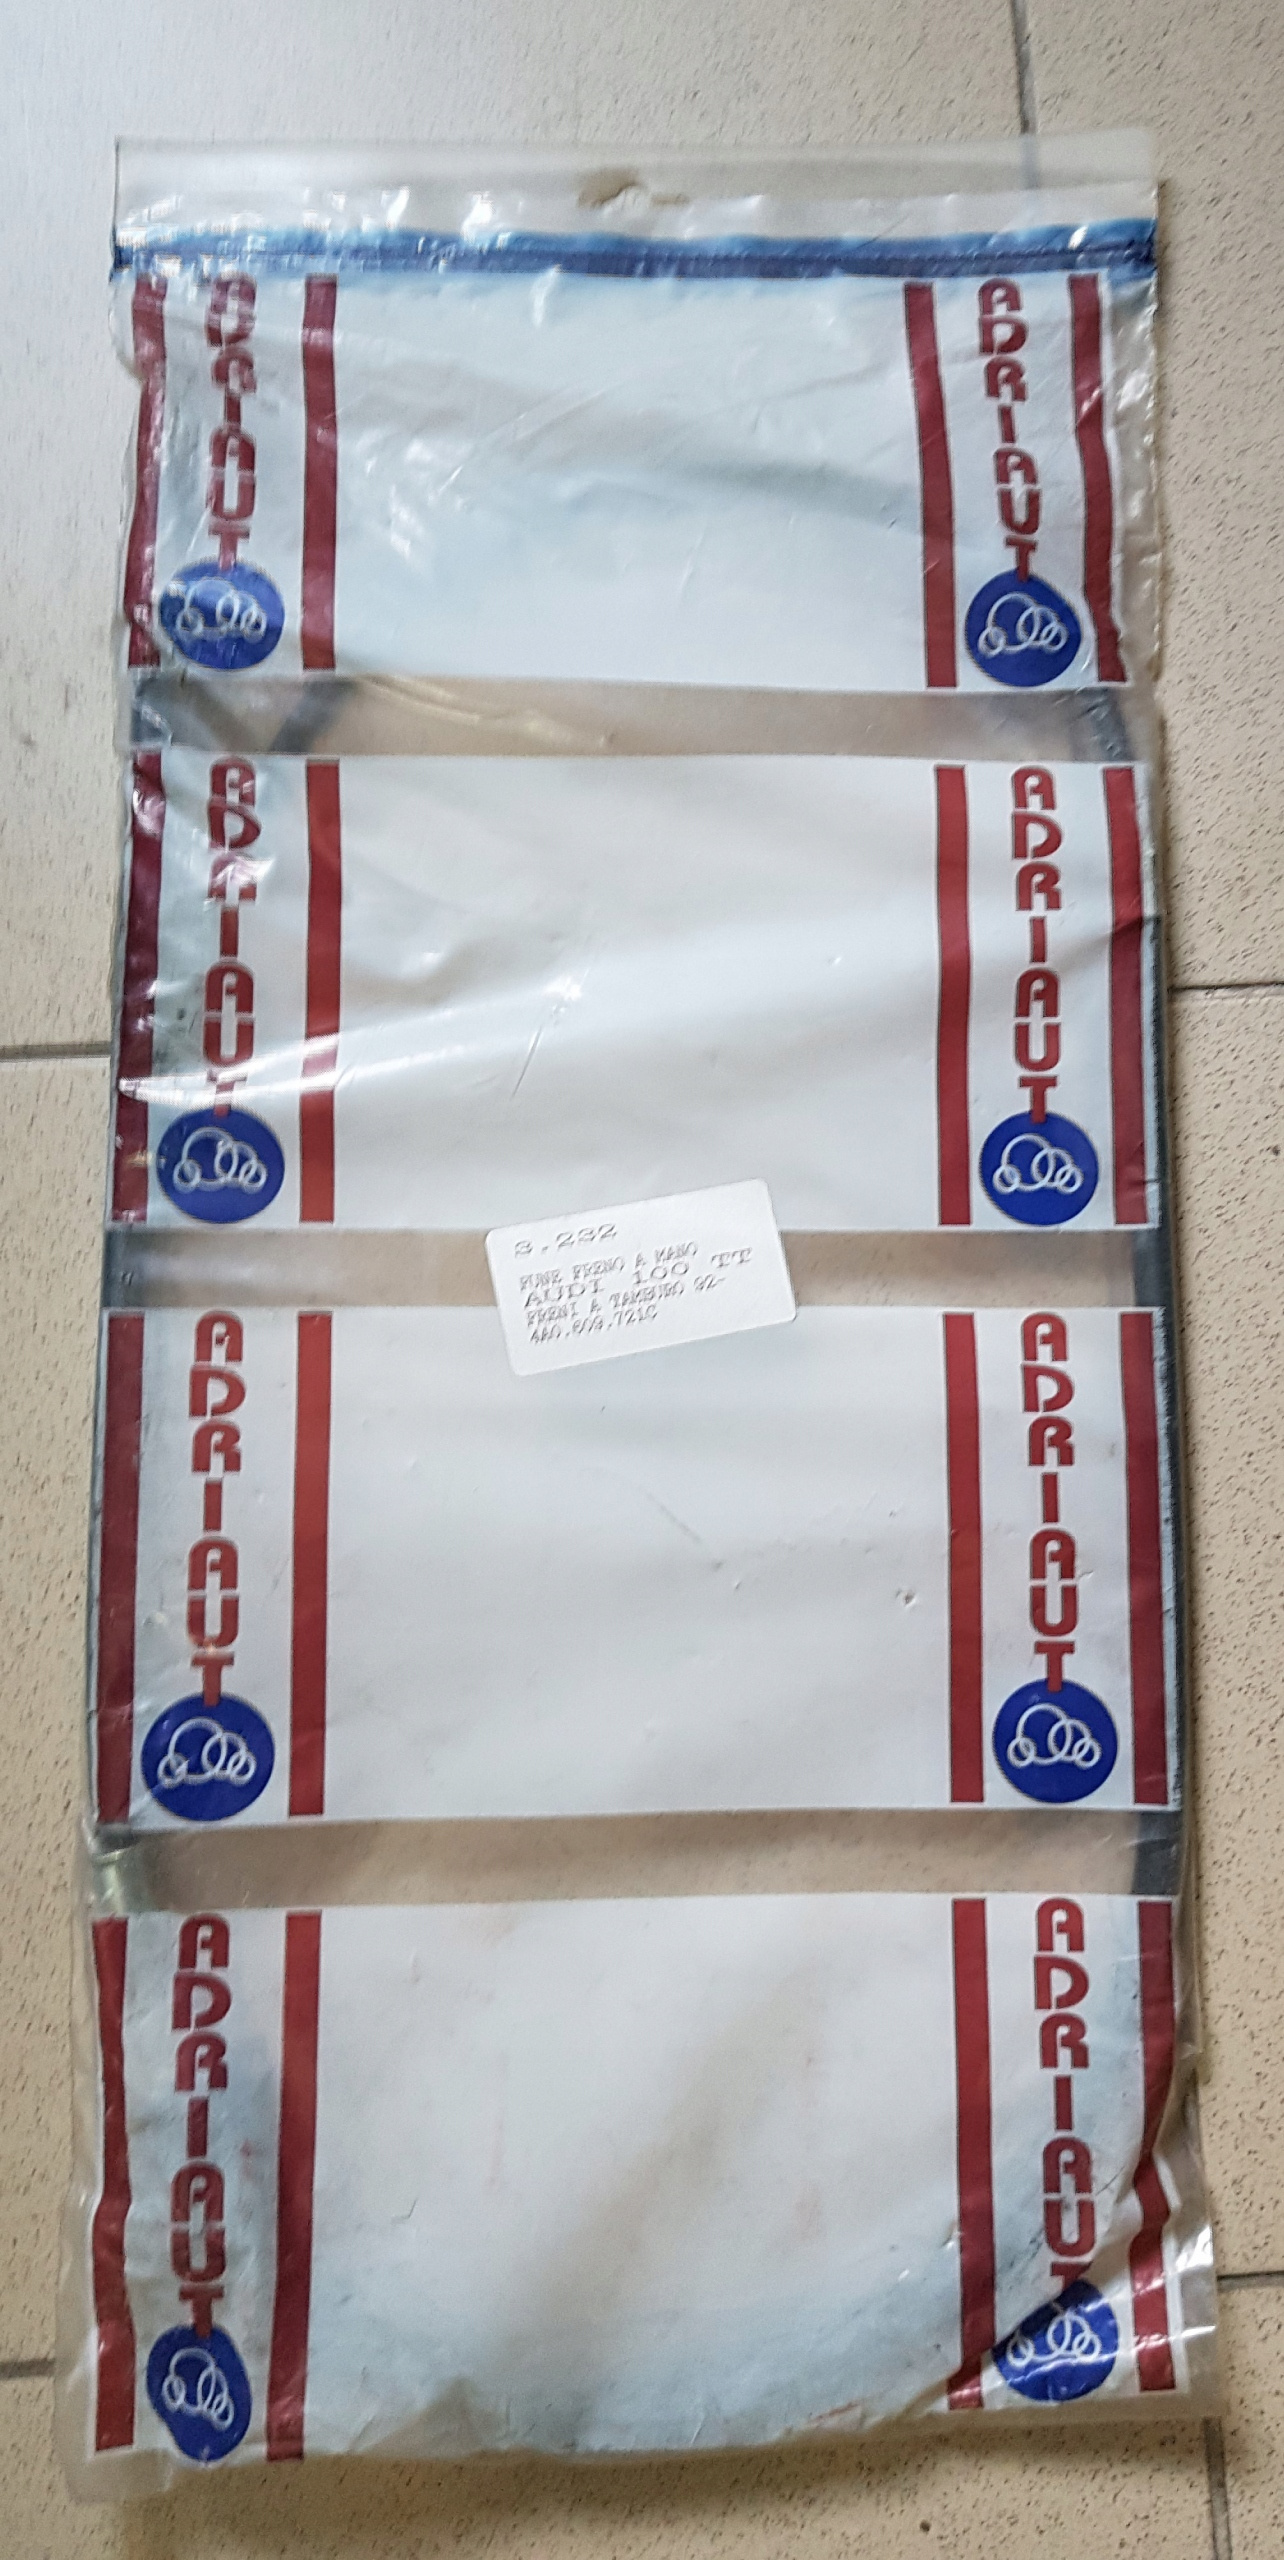 ADRIAUT
ADRIAUT
ADRIAUT
ADRIAUT
3.232
FUNE FRENO A MANO
AUDI 100 TT
FRENI A TAMBURO 92-
4A0.609.721C
ADRIAUT
ADRIAUT
ADRIAUT
ADRIAUT